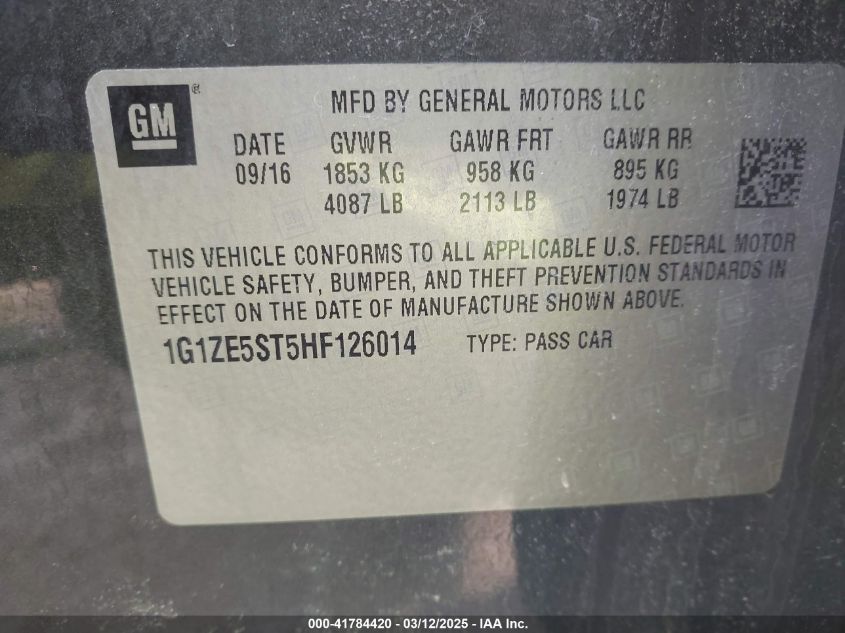 GM®
MFD BY GENERAL MOTORS LLC
DATE GVWR GAWR FRT GAWR RR
09/16 1853 KG 958 KG 895 KG
4087 LB 2113 LB 1974 LB
THIS VEHICLE CONFORMS TO ALL APPLICABLE U.S. FEDERAL MOTOR
VEHICLE SAFETY, BUMPER, AND THEFT PREVENTION STANDARDS IN
EFFECT ON THE DATE OF MANUFACTURE SHOWN ABOVE.
1G1ZE5ST5HF126014 TYPE: PASS CAR
000-41784420 - 03/12/2025 - IAA Inc.